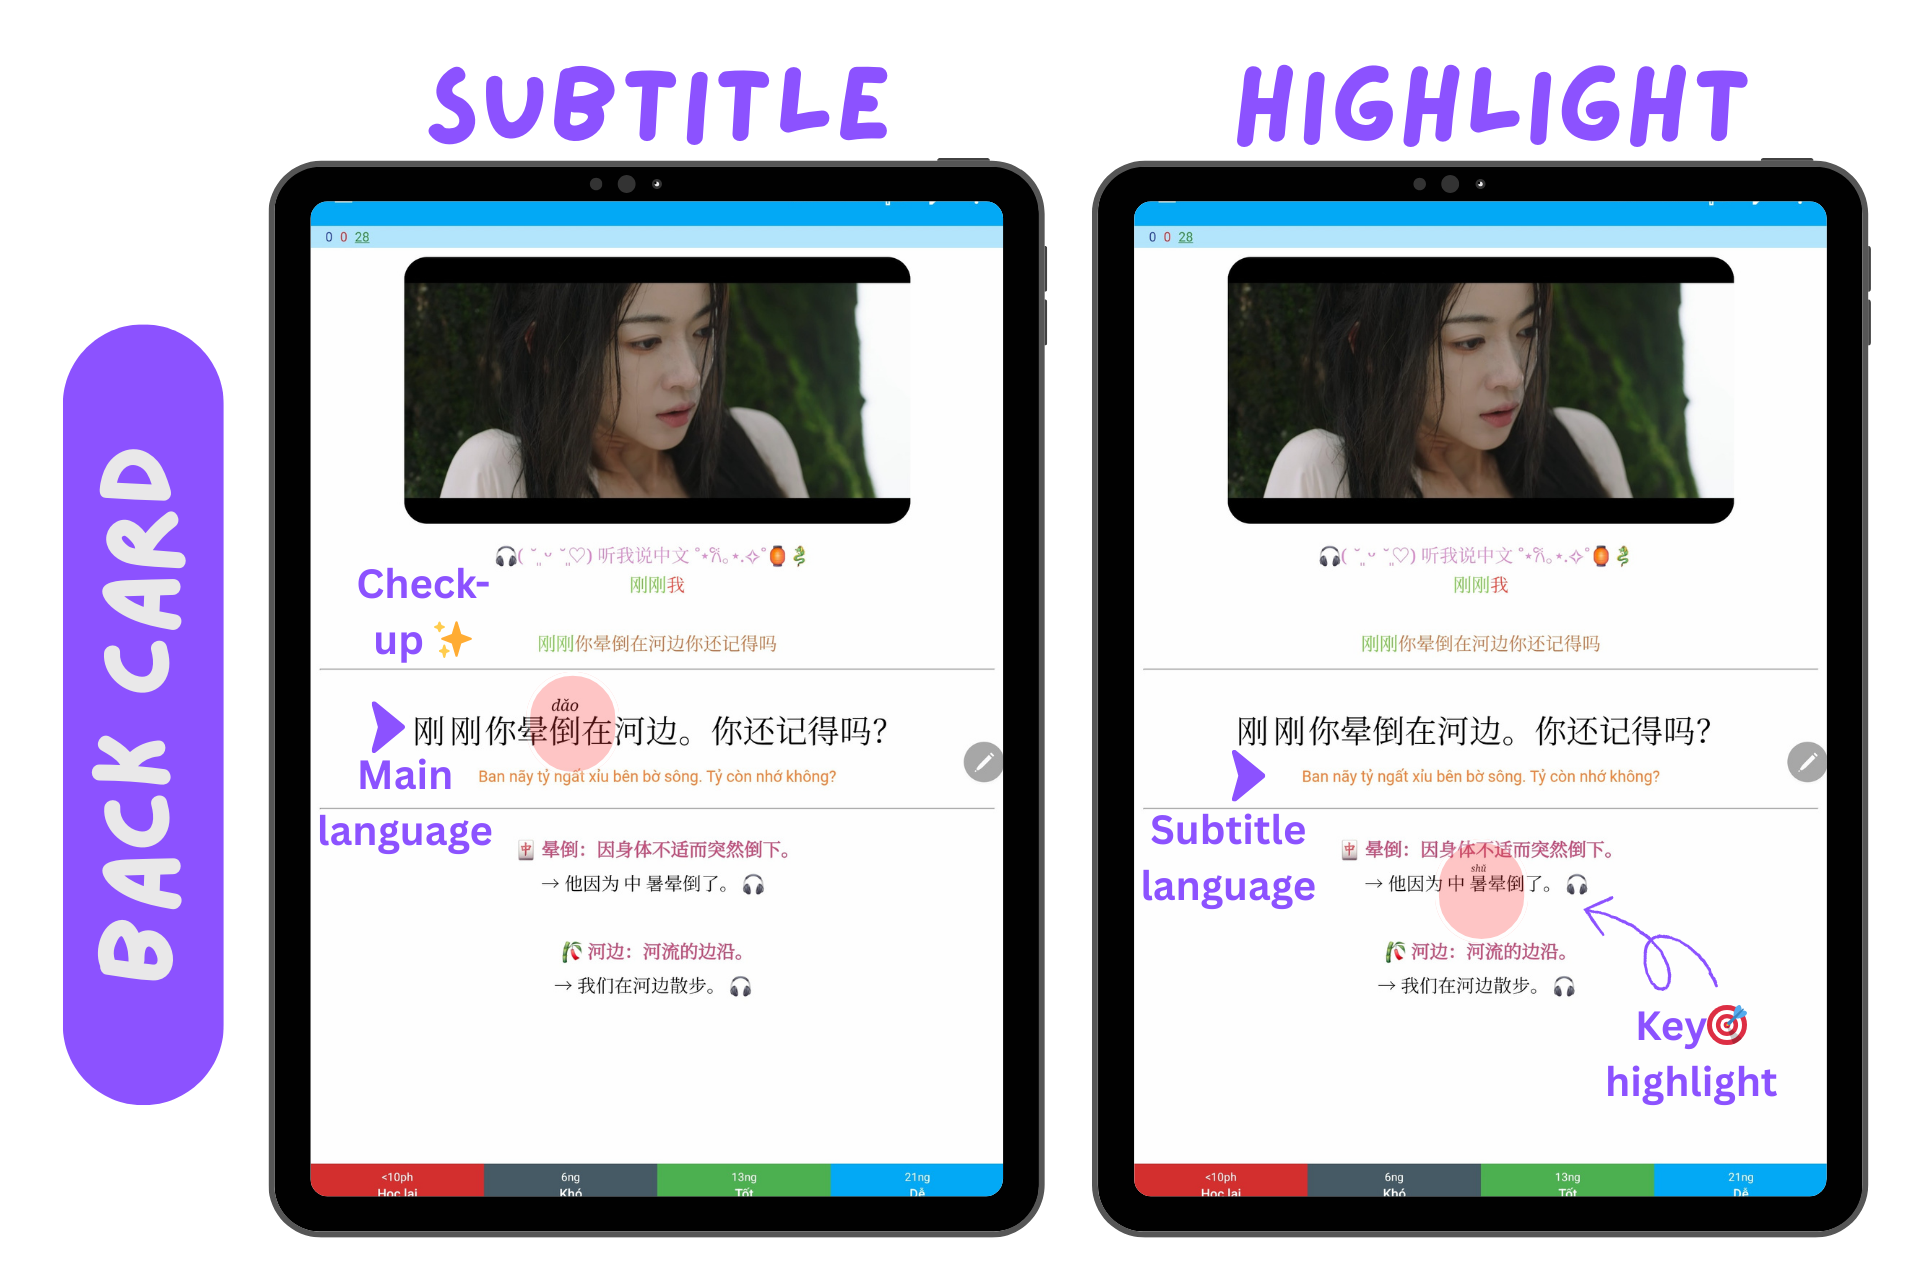 SUBTITLE
HIGHLIGHT
BACK CARD
0 0 28
🎧( ˘͈ ᵕ ˘͈♡) 听我说中文 ˚⋆𐙚｡⋆.✧˚🏮🐉
刚刚我
Check-
up ✨
刚刚你晕倒在河边你还记得吗
dǎo
刚刚你晕倒在河边。你还记得吗?
Ban nãy tỷ ngất xỉu bên bờ sông. Tỷ còn nhớ không?
Main
language
🀄 晕倒：因身体不适而突然倒下。
→ 他因为 中 暑晕倒了。 🎧
🎋 河边：河流的边沿。
→ 我们在河边散步。 🎧
<10ph 6ng 13ng 21ng
Học lại Khó Tốt Dễ
0 0 28
🎧( ˘͈ ᵕ ˘͈♡) 听我说中文 ˚⋆𐙚｡⋆.✧˚🏮🐉
刚刚我
刚刚你晕倒在河边你还记得吗
刚刚你晕倒在河边。你还记得吗?
Ban nãy tỷ ngất xỉu bên bờ sông. Tỷ còn nhớ không?
Subtitle
language
🀄 晕倒：因身体不适而突然倒下。
shǔ
→ 他因为 中 暑晕倒了。 🎧
🎋 河边：河流的边沿。
→ 我们在河边散步。 🎧
Key🎯
highlight
<10ph 6ng 13ng 21ng
Học lại Khó Tốt Dễ